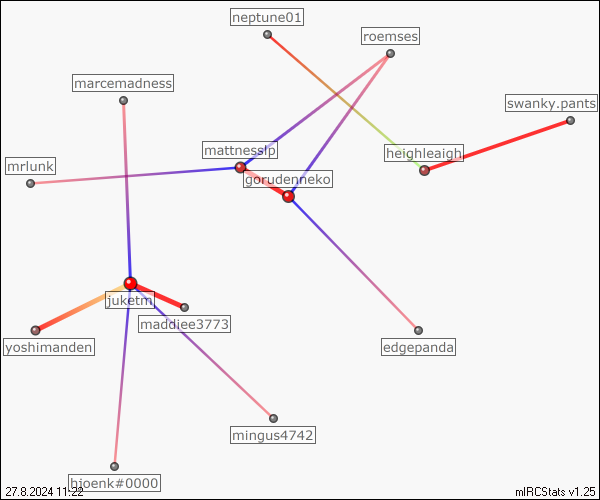 neptune01
roemses
marcemadness
swanky.pants
mattnesslp
heighleaigh
mrlunk
gorudenneko
juketm
maddiee3773
yoshimanden
edgepanda
mingus4742
hjoenk#0000
27.8.2024 11:22
mIRCStats v1.25